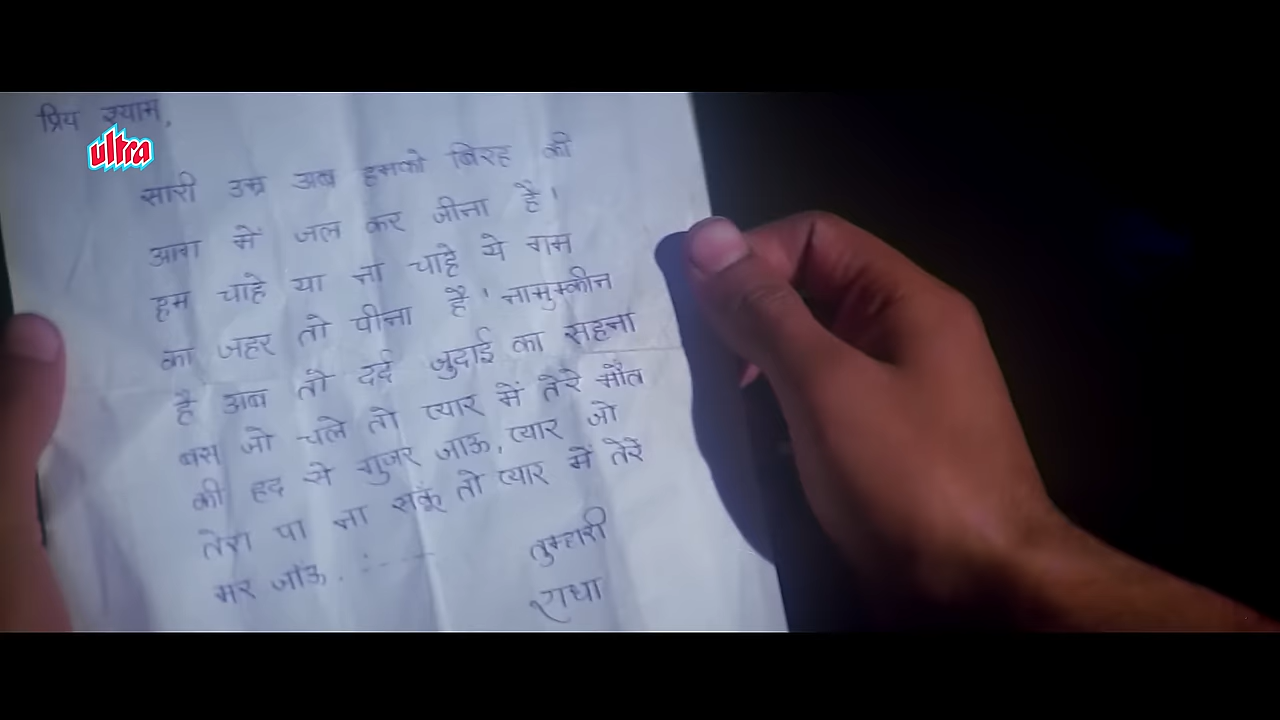 प्रिय श्याम,
ultra
सारी उम्र अब हमको बिरह की
आग में जल कर जीना है।
हम चाहे या ना चाहे ये गम
का जहर तो पीना है। नामुम्कीन
है अब तो दर्द जुदाई का सहना
बस जो चले तो प्यार में तेरे मौत
की हद से गुजर जाऊ, प्यार जो
तेरा पा ना सकूँ तो प्यार में तेरे
मर जाऊ.....
तुम्हारी
राधा